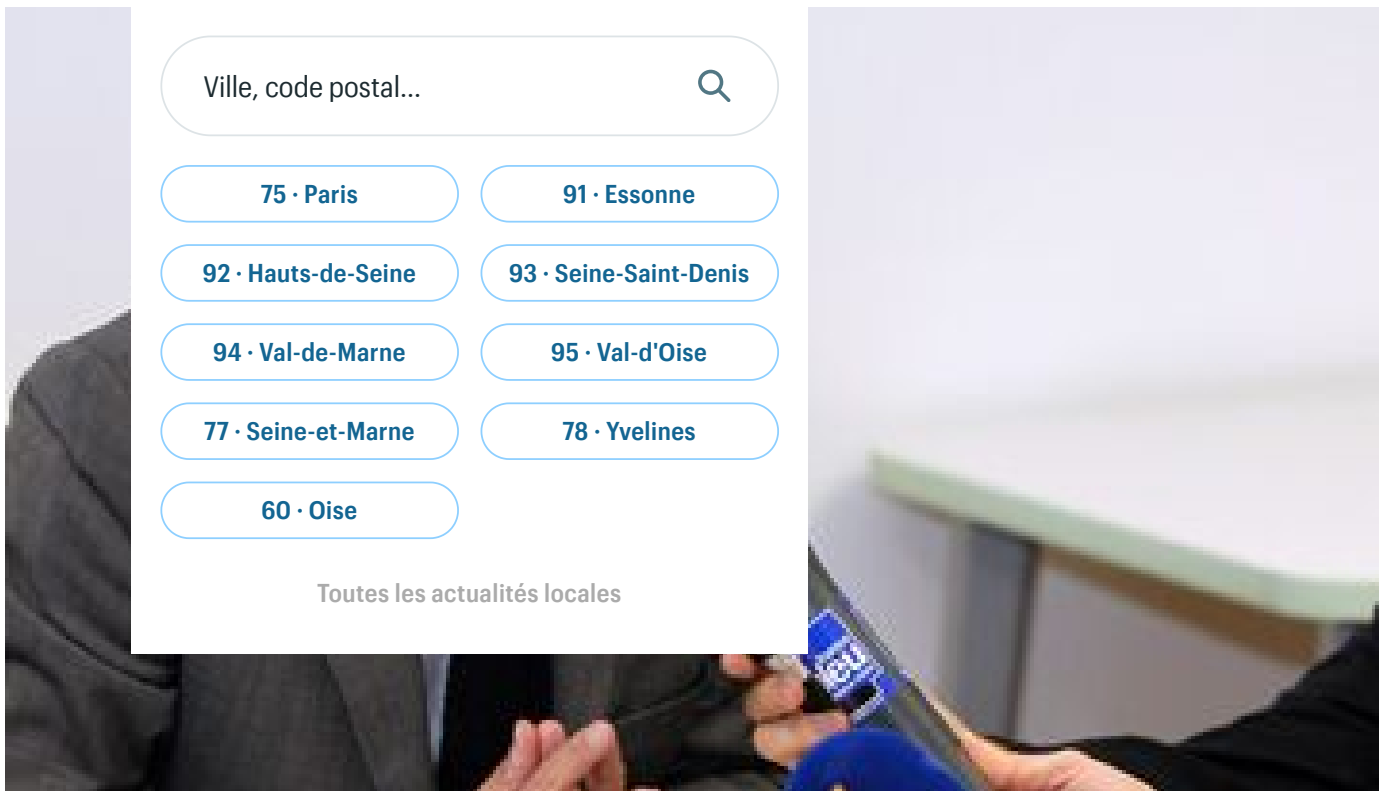 Ville, code postal...
75 · Paris
91 · Essonne
92 · Hauts-de-Seine
93 · Seine-Saint-Denis
94 · Val-de-Marne
95 · Val-d'Oise
77 · Seine-et-Marne
78 · Yvelines
60 · Oise
Toutes les actualités locales